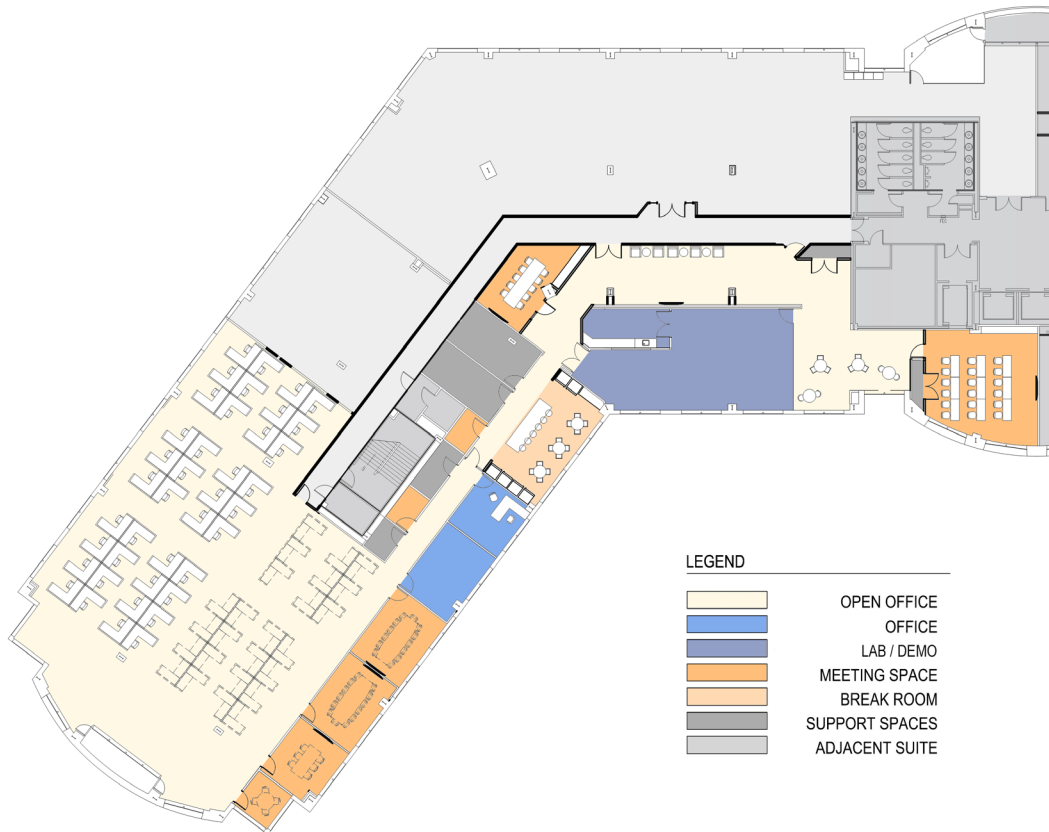 LEGEND
OPEN OFFICE
OFFICE
LAB / DEMO
MEETING SPACE
BREAK ROOM
SUPPORT SPACES
ADJACENT SUITE